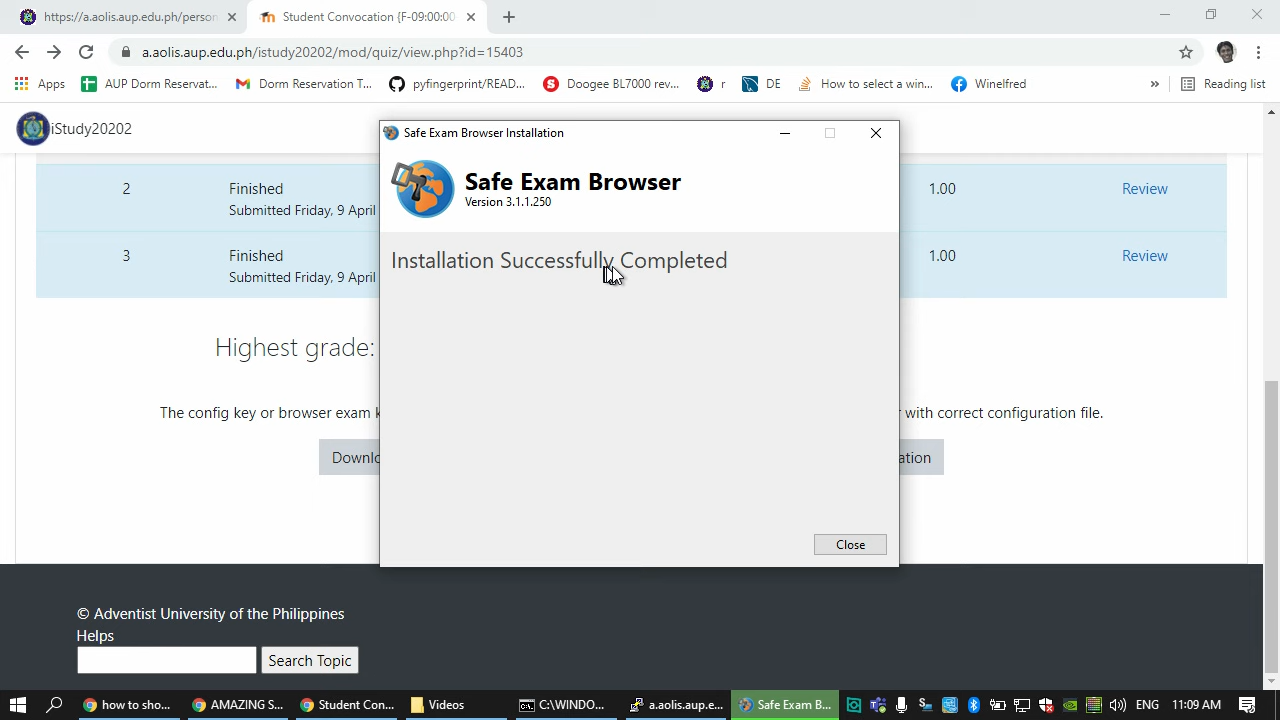 https://a.aolis.aup.edu.ph/person
Student Convocation {F-09:00:00
a.aolis.aup.edu.ph/istudy20202/mod/quiz/view.php?id=15403
Apps
AUP Dorm Reservat...
Dorm Reservation T...
pyfingerprint/READ...
Doogee BL7000 rev...
r
DE
How to select a win...
Winelfred
»
Reading list
iStudy20202
Safe Exam Browser Installation
Safe Exam Browser
Version 3.1.1.250
Installation Successfully Completed
Close
2
Finished
Submitted Friday, 9 April
1.00
Review
3
Finished
Submitted Friday, 9 April
1.00
Review
Highest grade:
The config key or browser exam k
with correct configuration file.
Downlo
ation
© Adventist University of the Philippines
Helps
Search Topic
how to sho...
AMAZING S...
Student Con...
Videos
C:\WINDO...
a.aolis.aup.e...
Safe Exam B...
ENG
11:09 AM